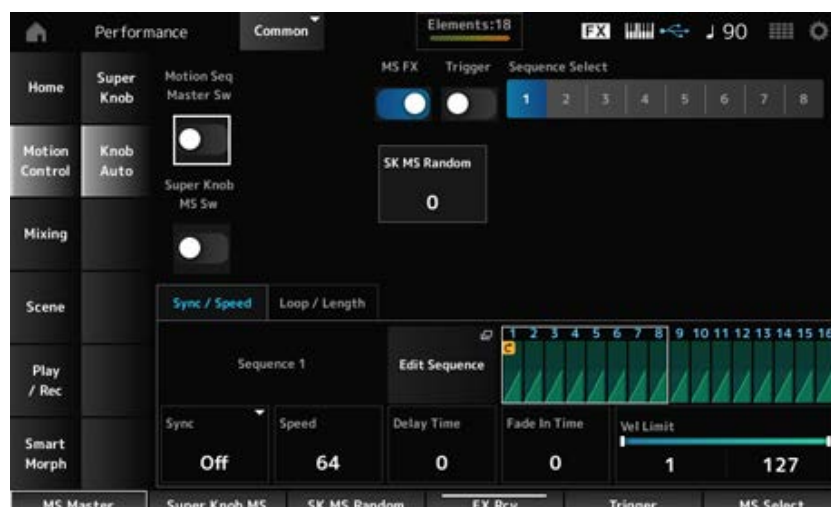 Performance Common Elements:18 FX ♩ 90
Home
Super Knob
Motion Seq Master Sw
MS FX Trigger Sequence Select
1 2 3 4 5 6 7 8
Motion Control
Knob Auto
Super Knob MS Sw
SK MS Random
0
Mixing
Scene
Sync / Speed Loop / Length
Play / Rec
Sequence 1
Edit Sequence
1 2 3 4 5 6 7 8 9 10 11 12 13 14 15 16
C
Smart Morph
Sync Speed Delay Time Fade In Time Vel Limit
Off 64 0 0 1 127
MS Master Super Knob MS SK MS Random FX Rcv Trigger MS Select